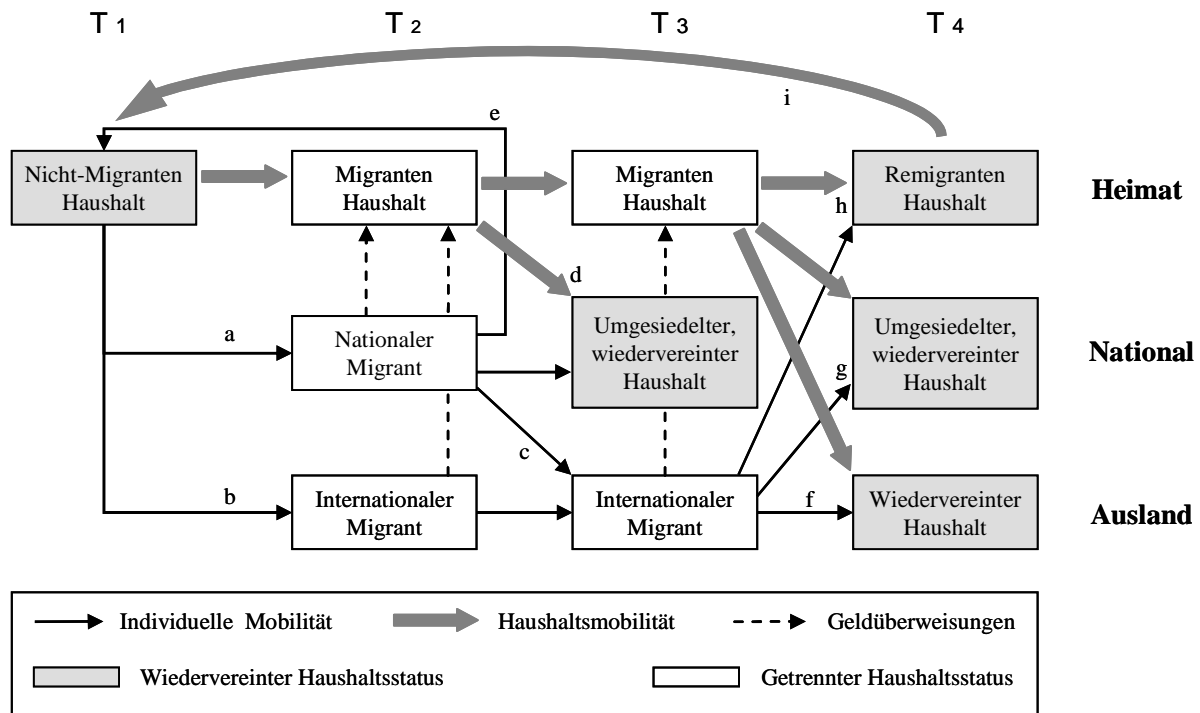 T 1 T 2 T 3 T 4
i
e
Nicht-Migranten
Haushalt
Migranten
Haushalt
Migranten
Haushalt
Remigranten
Haushalt
Heimat
h
d
a
Nationaler
Migrant
Umgesiedelter,
wiedervereinter
Haushalt
Umgesiedelter,
wiedervereinter
Haushalt
National
g
c
b
Internationaler
Migrant
Internationaler
Migrant
f
Wiedervereinter
Haushalt
Ausland
Individuelle Mobilität
Haushaltsmobilität
Geldüberweisungen
Wiedervereinter Haushaltsstatus
Getrennter Haushaltsstatus